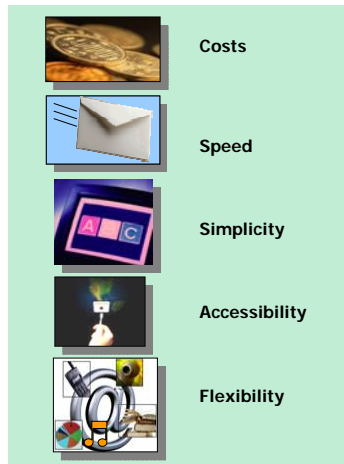 Costs
Speed
A B C
Simplicity
Accessibility
@
Flexibility